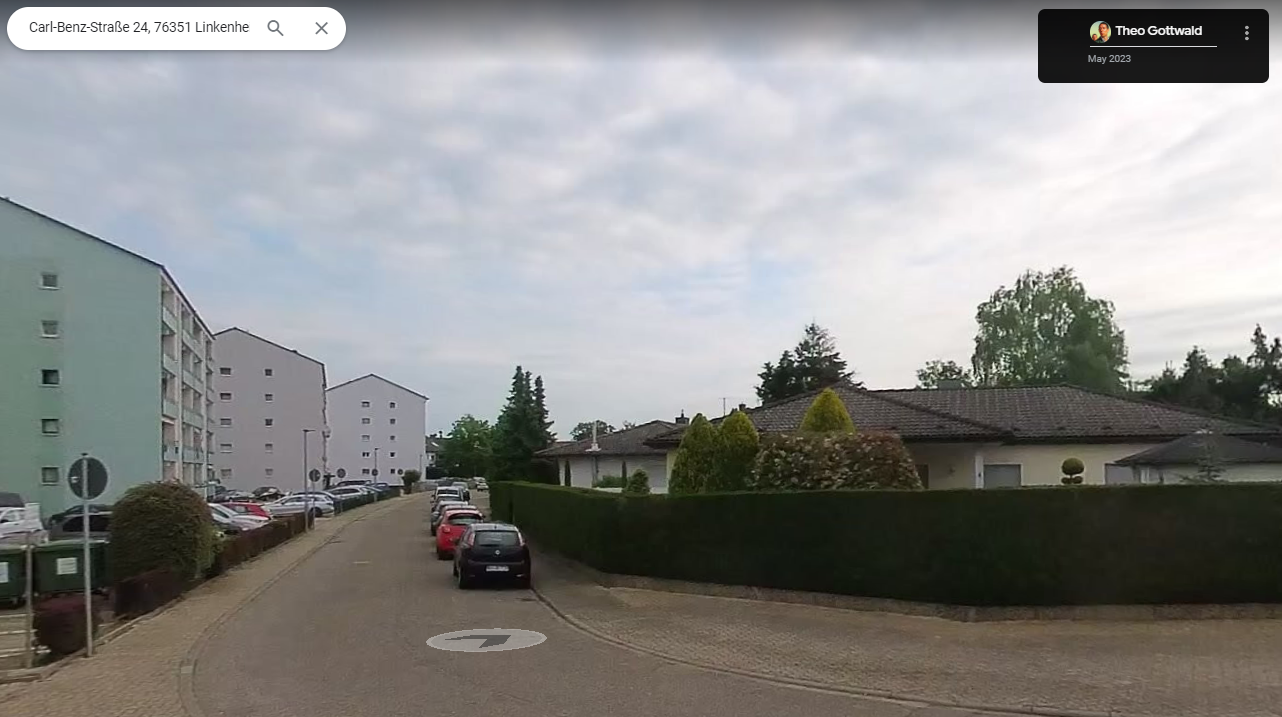 Carl-Benz-Straße 24, 76351 Linkenhe
Theo Gottwald
May 2023